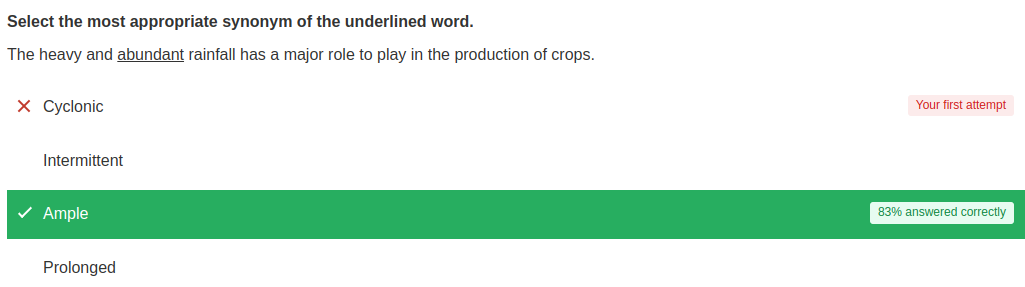 Select the most appropriate synonym of the underlined word.
The heavy and abundant rainfall has a major role to play in the production of crops.
Cyclonic
Your first attempt
Intermittent
Ample
83% answered correctly
Prolonged